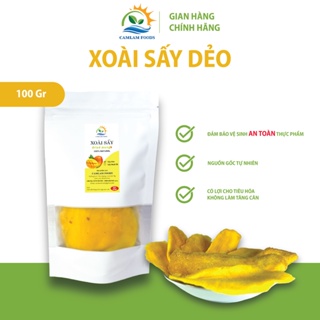 CAMLAM FOODS
GIAN HÀNG
CHÍNH HÃNG
XOÀI SẤY DẺO
100 Gr
XOÀI SẤY
ĐẢM BẢO VỆ SINH AN TOÀN THỰC PHẨM
NGUỒN GỐC TỰ NHIÊN
CÓ LỢI CHO TIÊU HÓA
KHÔNG LÀM TĂNG CÂN